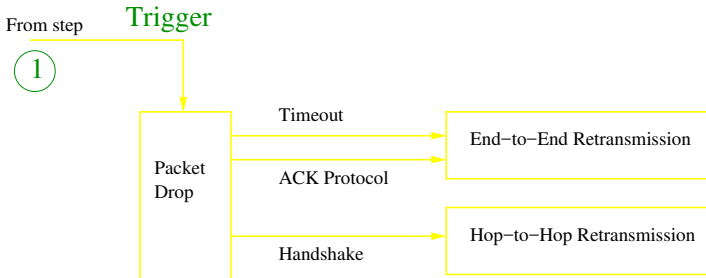 Trigger
From step
1
Timeout
End-to-End Retransmission
Packet
Drop
ACK Protocol
Hop-to-Hop Retransmission
Handshake